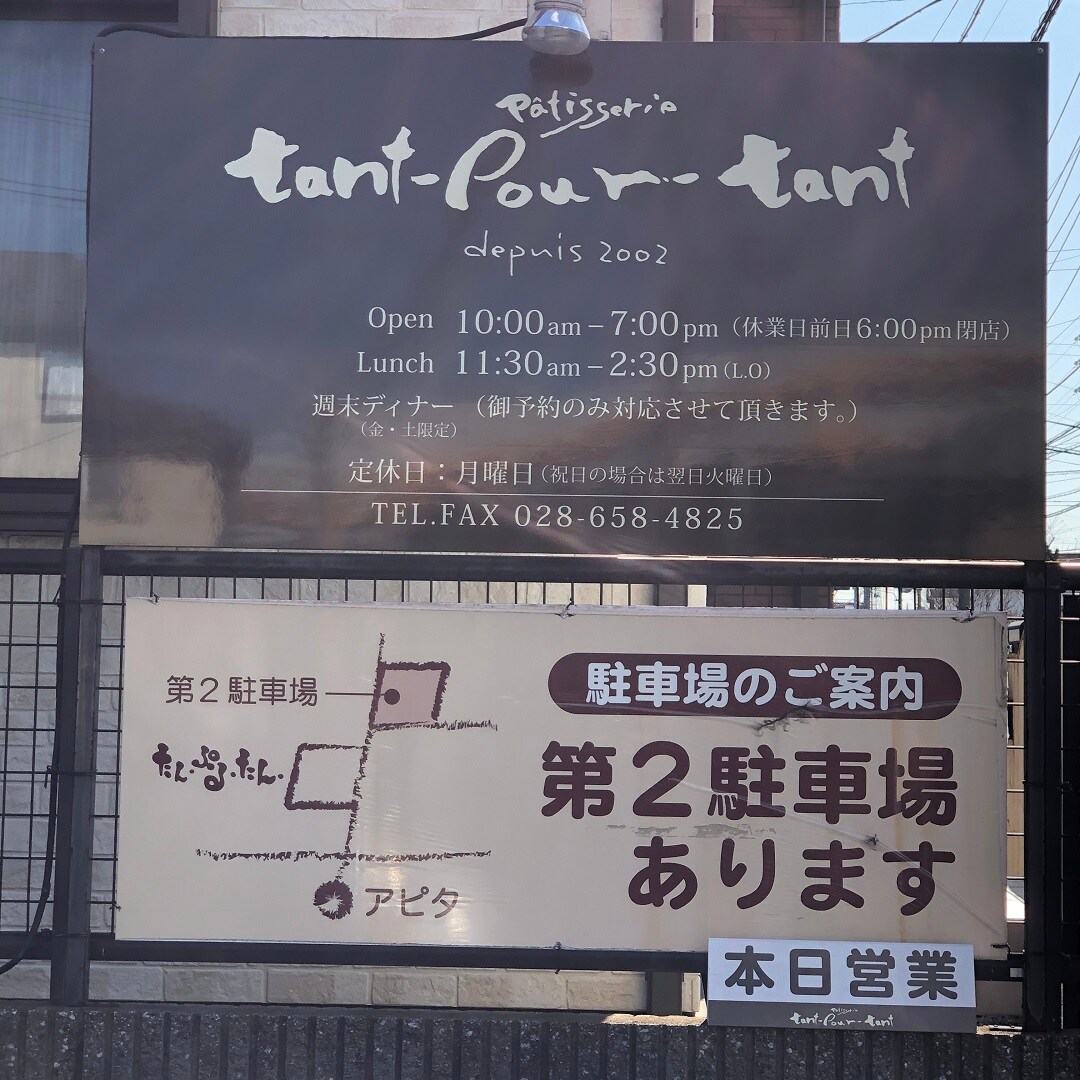 Pâtisserie
tant-Pour-tant
depuis 2002
Open 10:00am – 7:00pm（休業日前日6:00pm閉店）
Lunch 11:30am – 2:30pm（L.O）
週末ディナー（御予約のみ対応させて頂きます。）
（金・土限定）
定休日：月曜日（祝日の場合は翌日火曜日）
TEL.FAX 028-658-4825
第2駐車場
たん・ぷる・たん・
アピタ
駐車場のご案内
第2駐車場
あります
本日営業
Pâtisserie
tant-Pour-tant